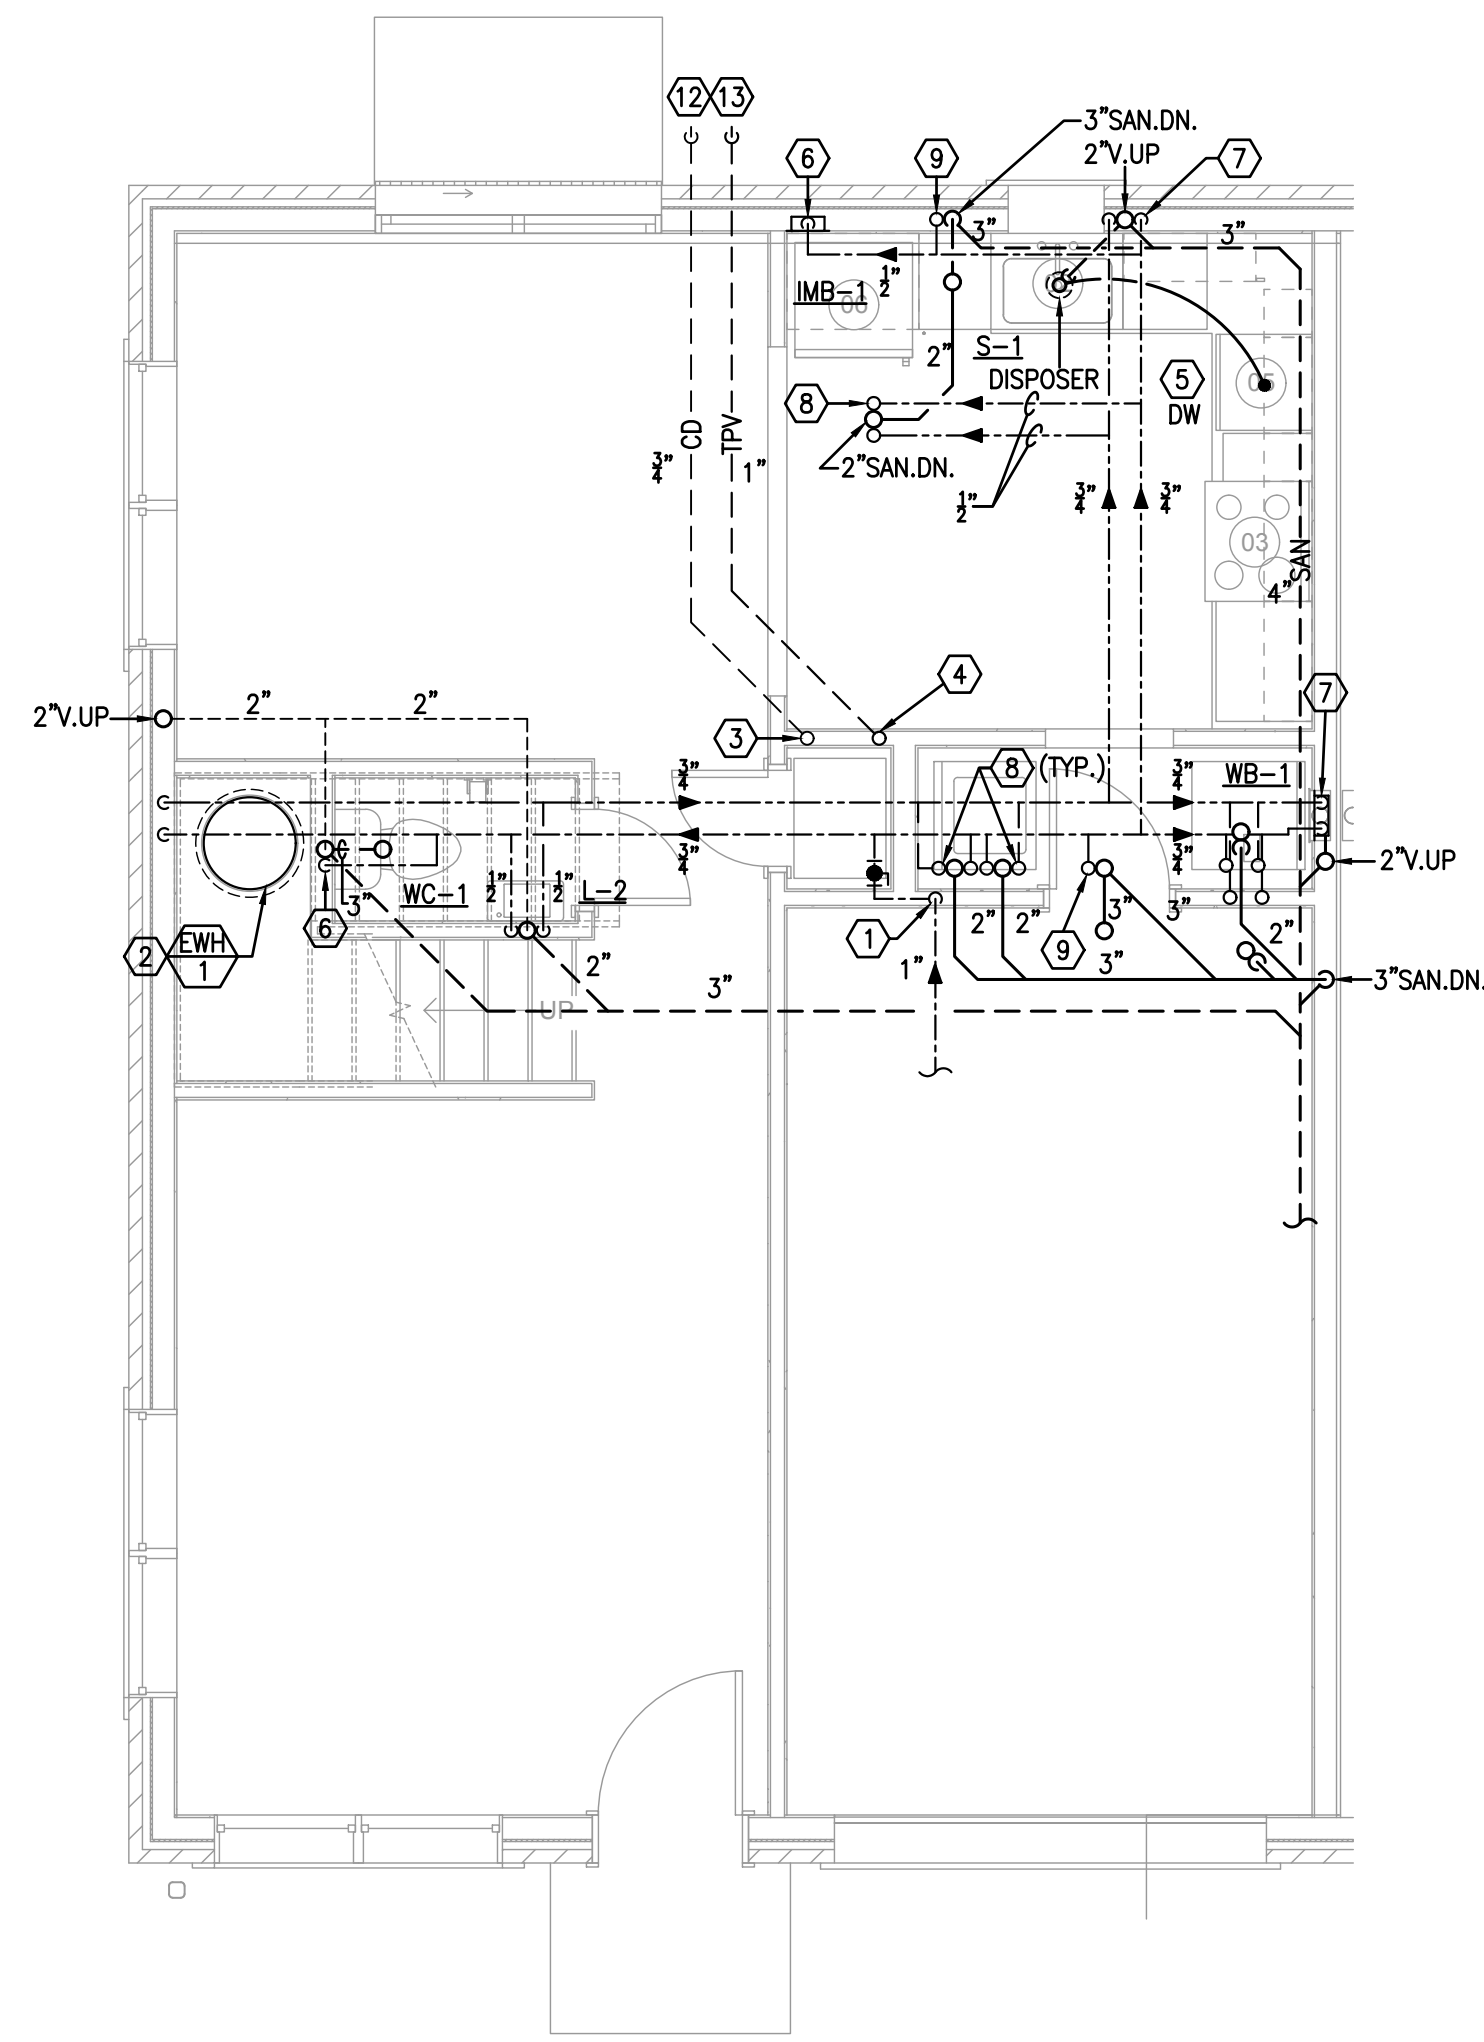 12
13
3"SAN.DN.
2"V.UP
6
9
7
3"
3"
IMB-1
1/2"
06
S-1
2"
DISPOSER
5
DW
8
2"SAN.DN.
CD
TPV
3/4"
1"
1/2"
3/4"
3/4"
03
SAN
4"
4
7
2"V.UP
2"
2"
3
3/4"
8
(TYP.)
3/4"
WB-1
3/4"
3/4"
2"V.UP
WC-1
1/2"
1/2"
L-2
3"
6
2
EWH
1
2"
3"
1
1"
2"
2"
9
3"
3"
3"
2"
3"SAN.DN.
UP